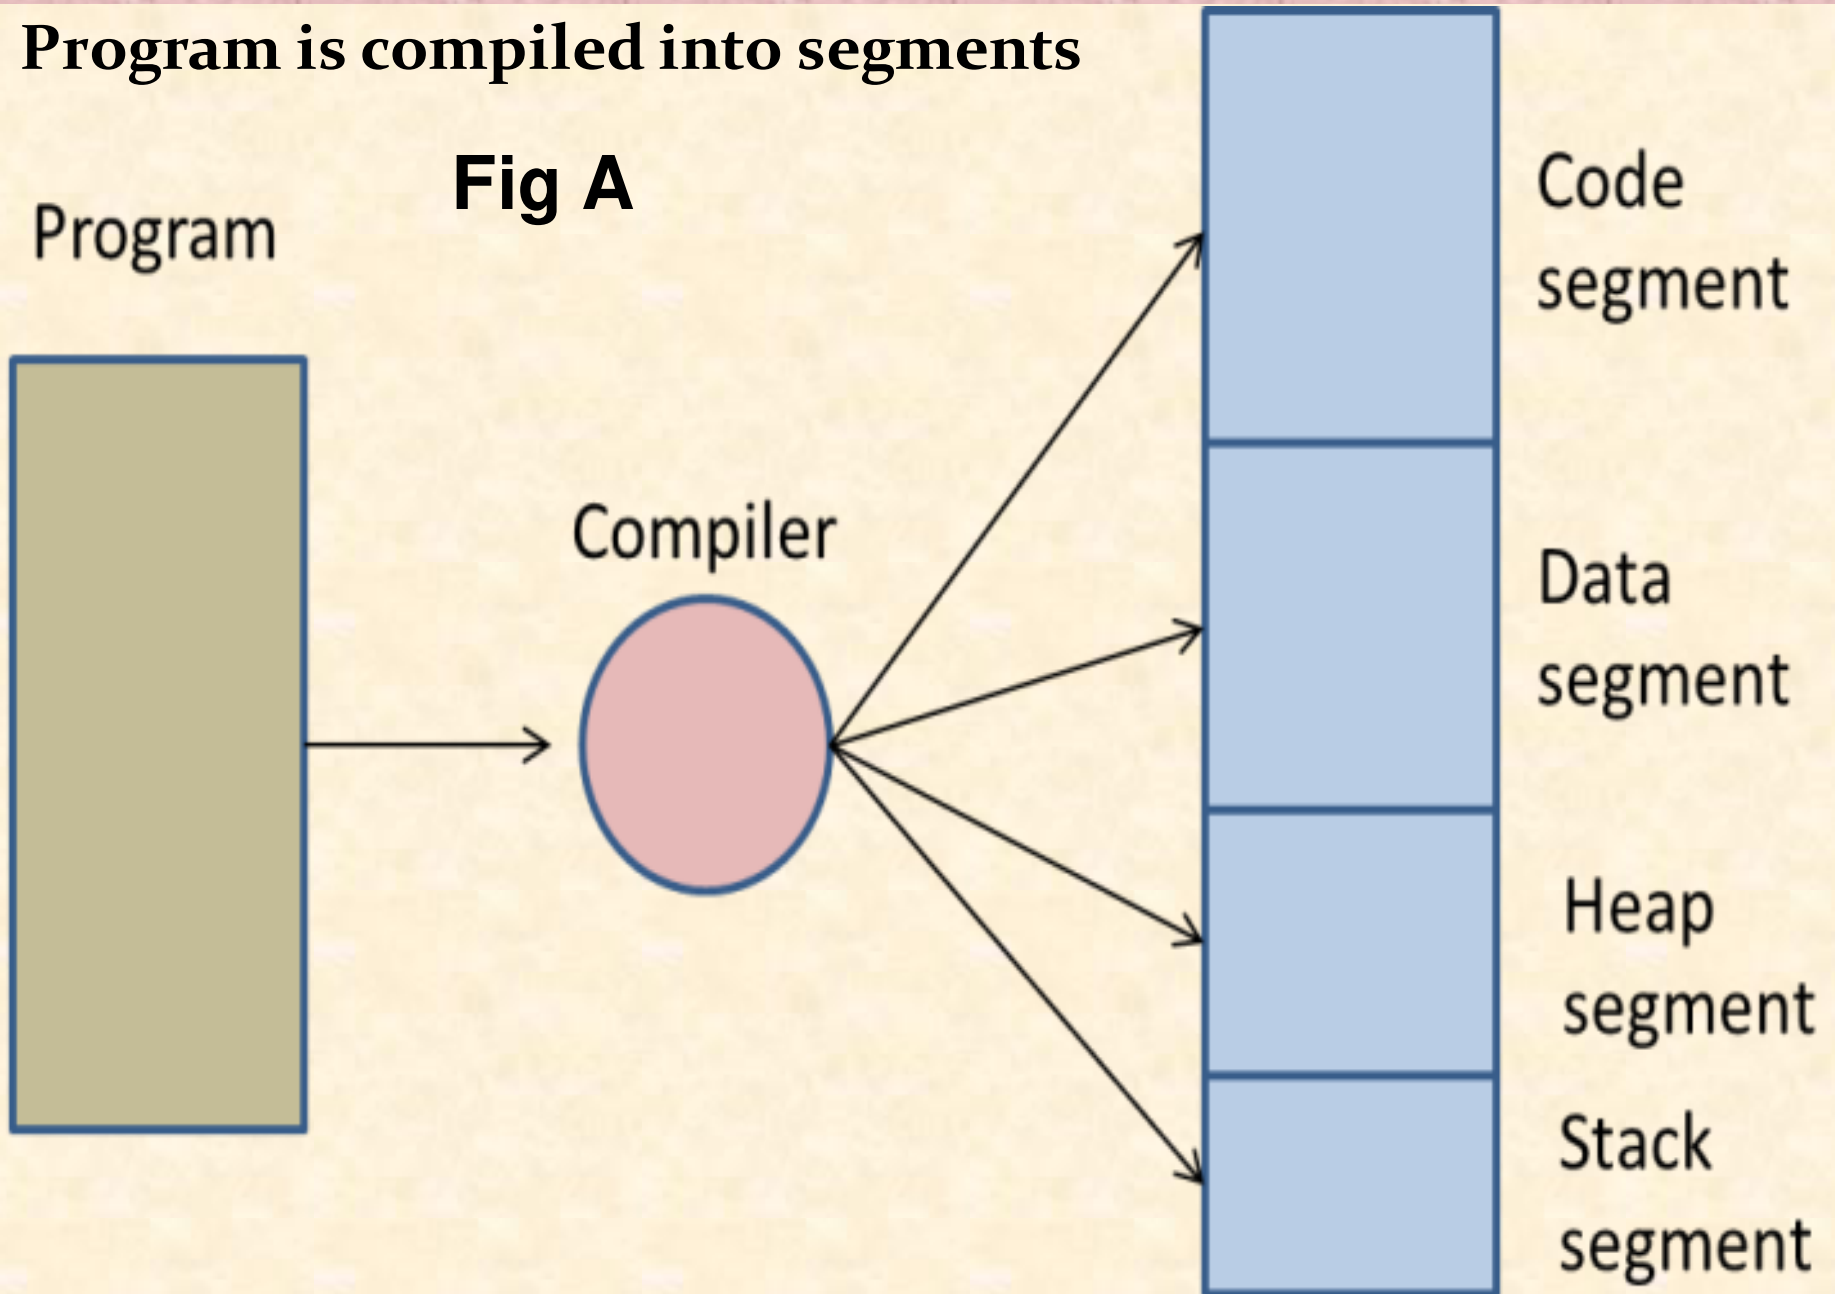 Program is compiled into segments
Fig A
Program
Compiler
Code
segment
Data
segment
Heap
segment
Stack
segment